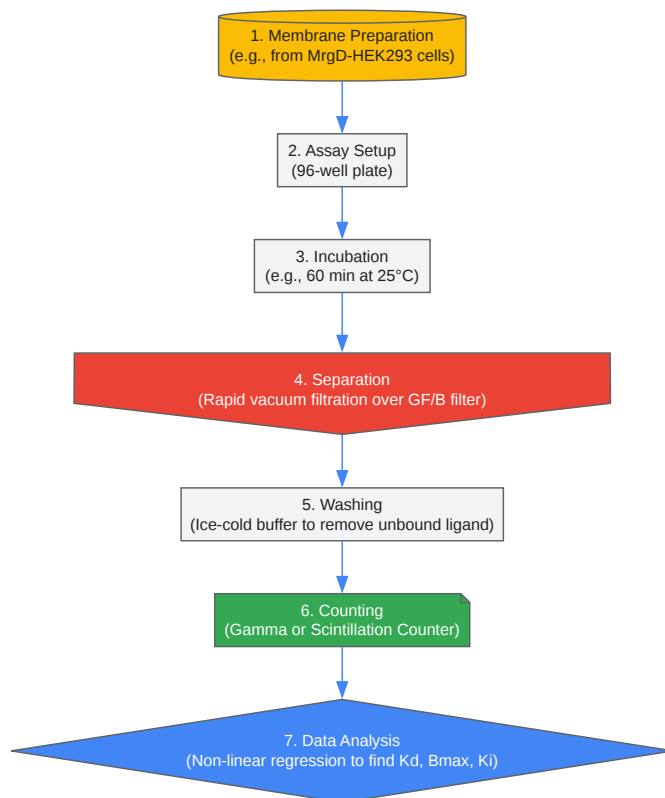 1. Membrane Preparation
(e.g., from MrgD-HEK293 cells)
2. Assay Setup
(96-well plate)
3. Incubation
(e.g., 60 min at 25°C)
4. Separation
(Rapid vacuum filtration over GF/B filter)
5. Washing
(Ice-cold buffer to remove unbound ligand)
6. Counting
(Gamma or Scintillation Counter)
7. Data Analysis
(Non-linear regression to find Kd, Bmax, Ki)